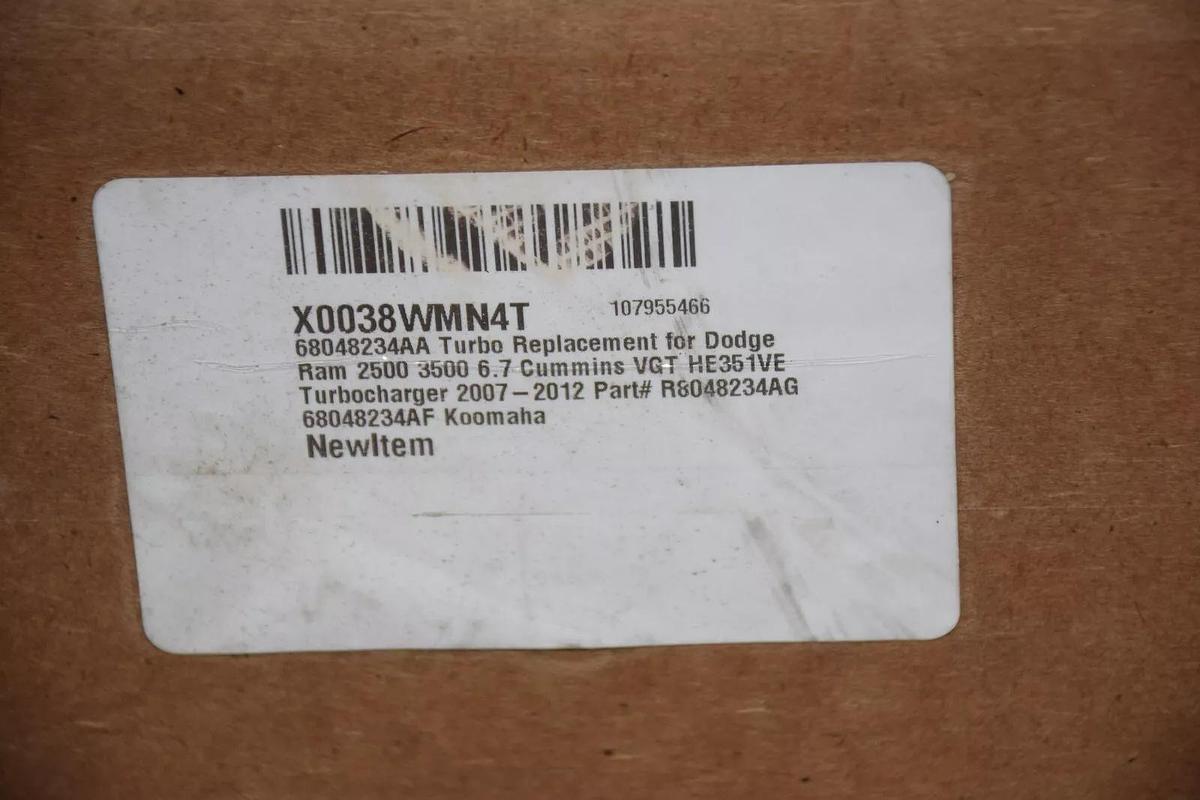 X0038WMN4T 107955466
68048234AA Turbo Replacement for Dodge
Ram 2500 3500 6.7 Cummins VGT HE351VE
Turbocharger 2007-2012 Part# R8048234AG
68048234AF Koomaha
NewItem